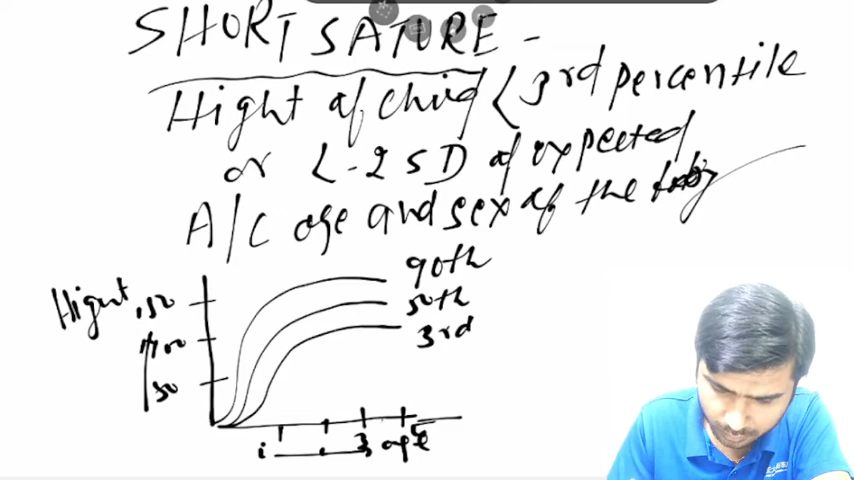 SHORT SATURE -
Hight of child < 3rd percentile
or < -2 SD of expected
A/C age and sex of the
90th
Hight 150
50th
100
3rd
50
1 3 age